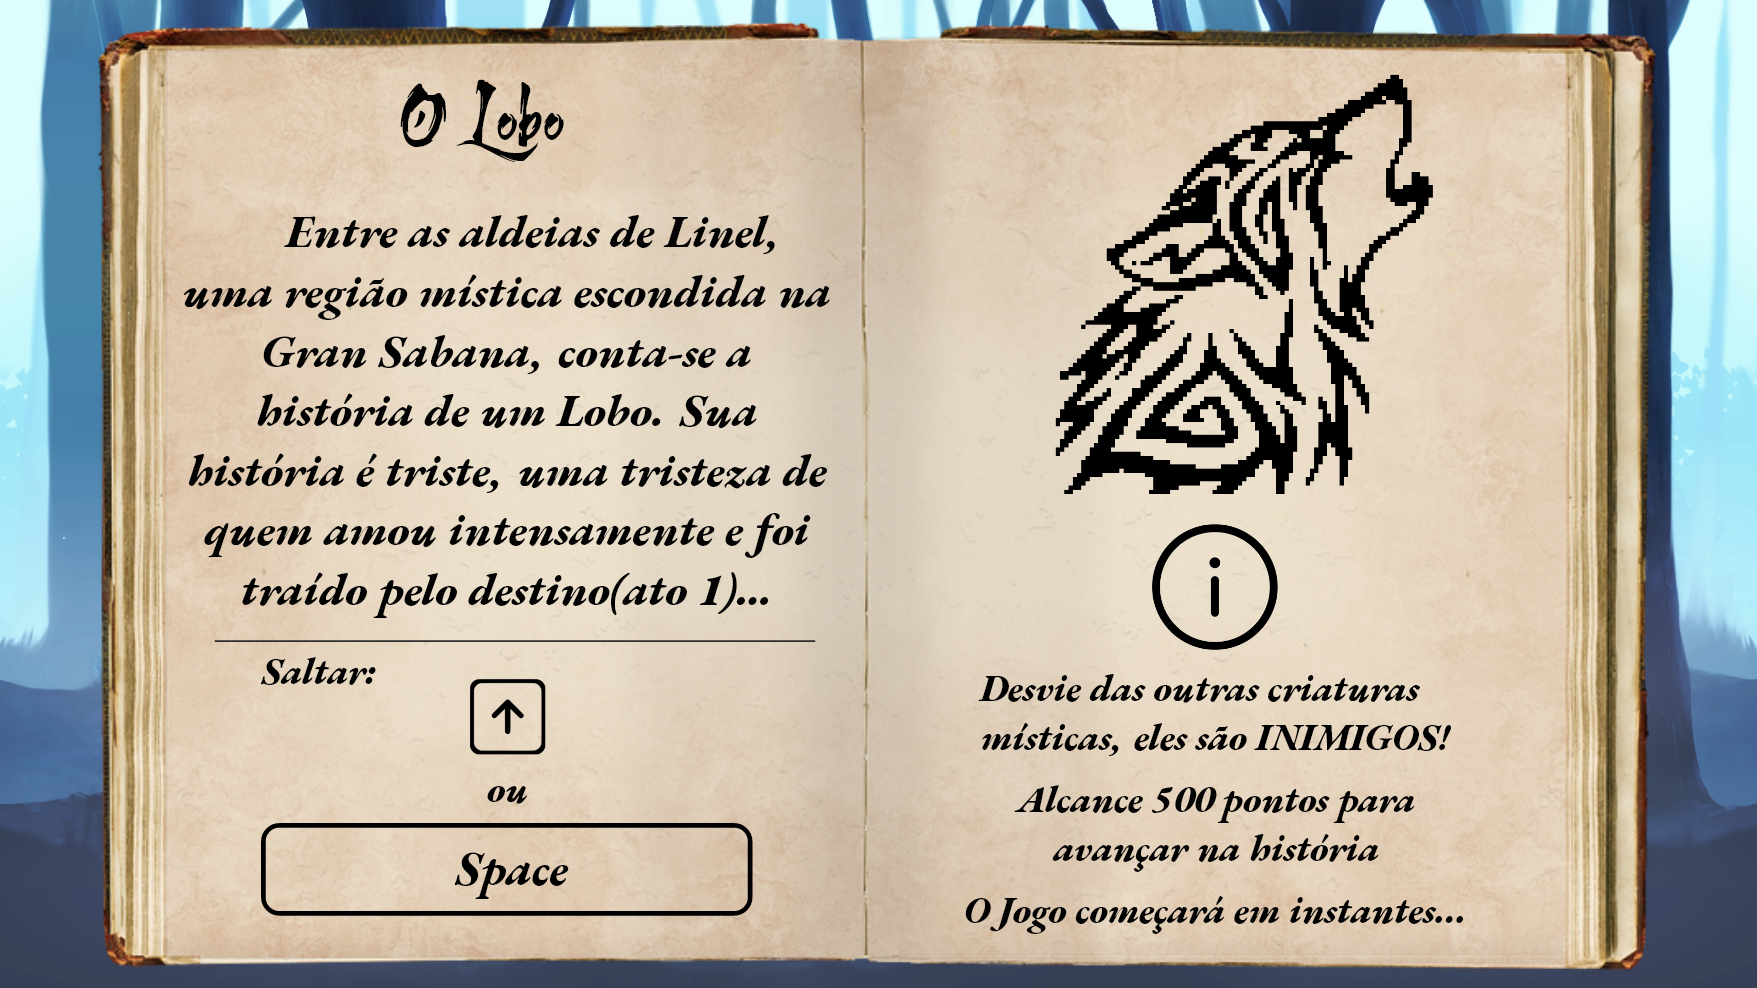 O Lobo
Entre as aldeias de Linel,
uma região mística escondida na
Gran Sabana, conta-se a
história de um Lobo. Sua
história é triste, uma tristeza de
quem amou intensamente e foi
traído pelo destino(ato 1)...
Saltar:
ou
Space
i
Desvie das outras criaturas
místicas, eles são INIMIGOS!
Alcance 500 pontos para
avançar na história
O Jogo começará em instantes...